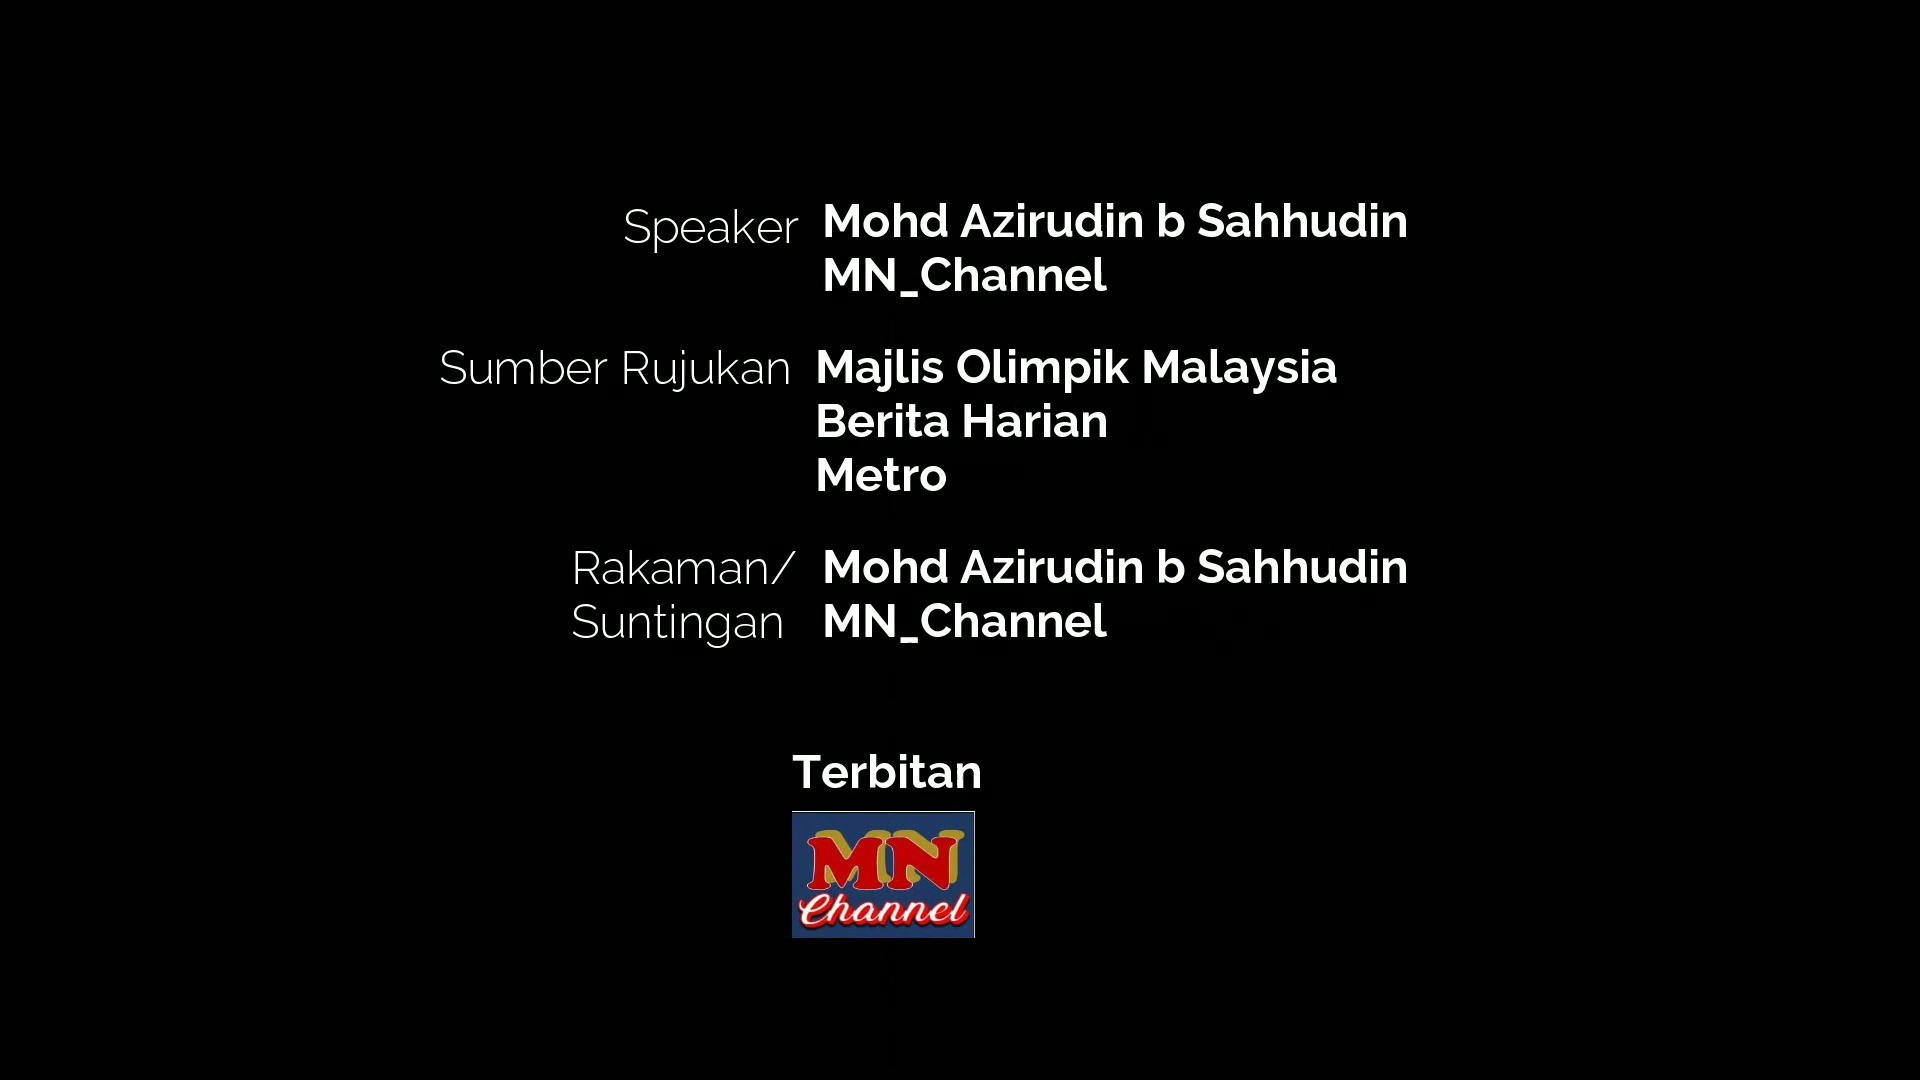 Speaker Mohd Azirudin b Sahhudin
MN_Channel
Sumber Rujukan Majlis Olimpik Malaysia
Berita Harian
Metro
Rakaman/ Mohd Azirudin b Sahhudin
Suntingan MN_Channel
Terbitan
MN
Channel